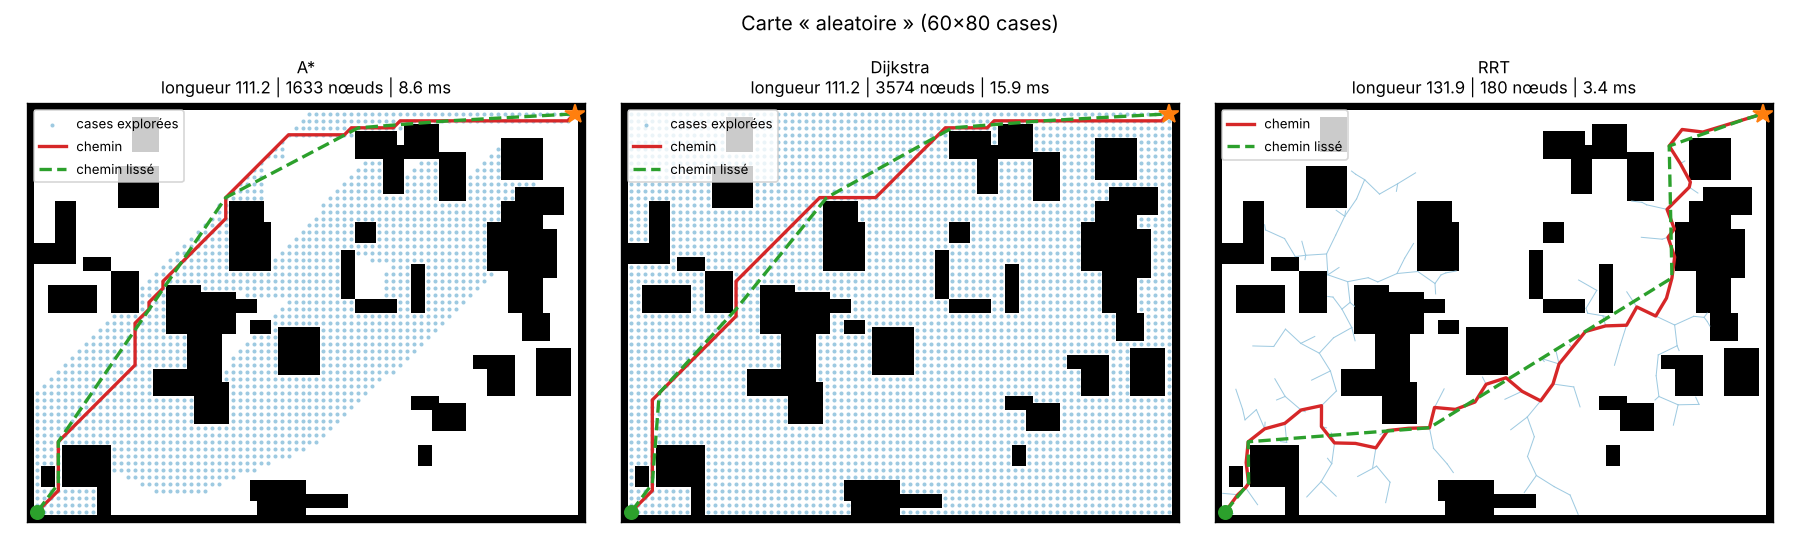 Carte « aleatoire » (60×80 cases)
A*
longueur 111.2 | 1633 nœuds | 8.6 ms
cases explorées
chemin
chemin lissé
Dijkstra
longueur 111.2 | 3574 nœuds | 15.9 ms
cases explorées
chemin
chemin lissé
RRT
longueur 131.9 | 180 nœuds | 3.4 ms
chemin
chemin lissé